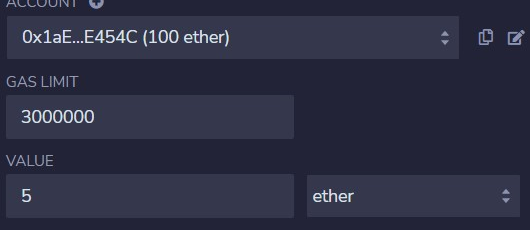 ACCOUNT
0x1aE...E454C (100 ether)
GAS LIMIT
3000000
VALUE
5
ether